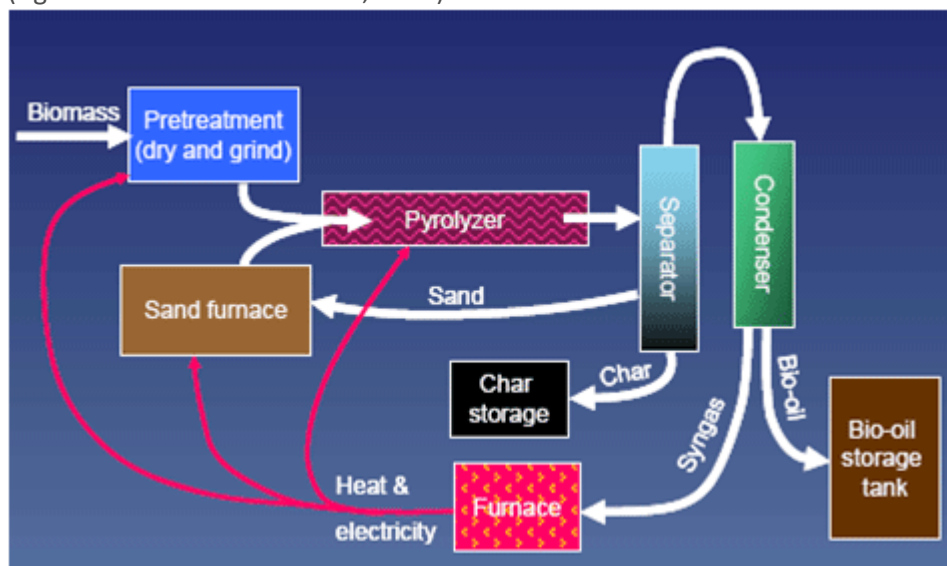 Biomass
Pretreatment
(dry and grind)
Pyrolyzer
Separator
Condenser
Sand furnace
Sand
Char
Char
storage
Syngas
Bio-oil
Bio-oil
storage
tank
Heat &
electricity
Furnace